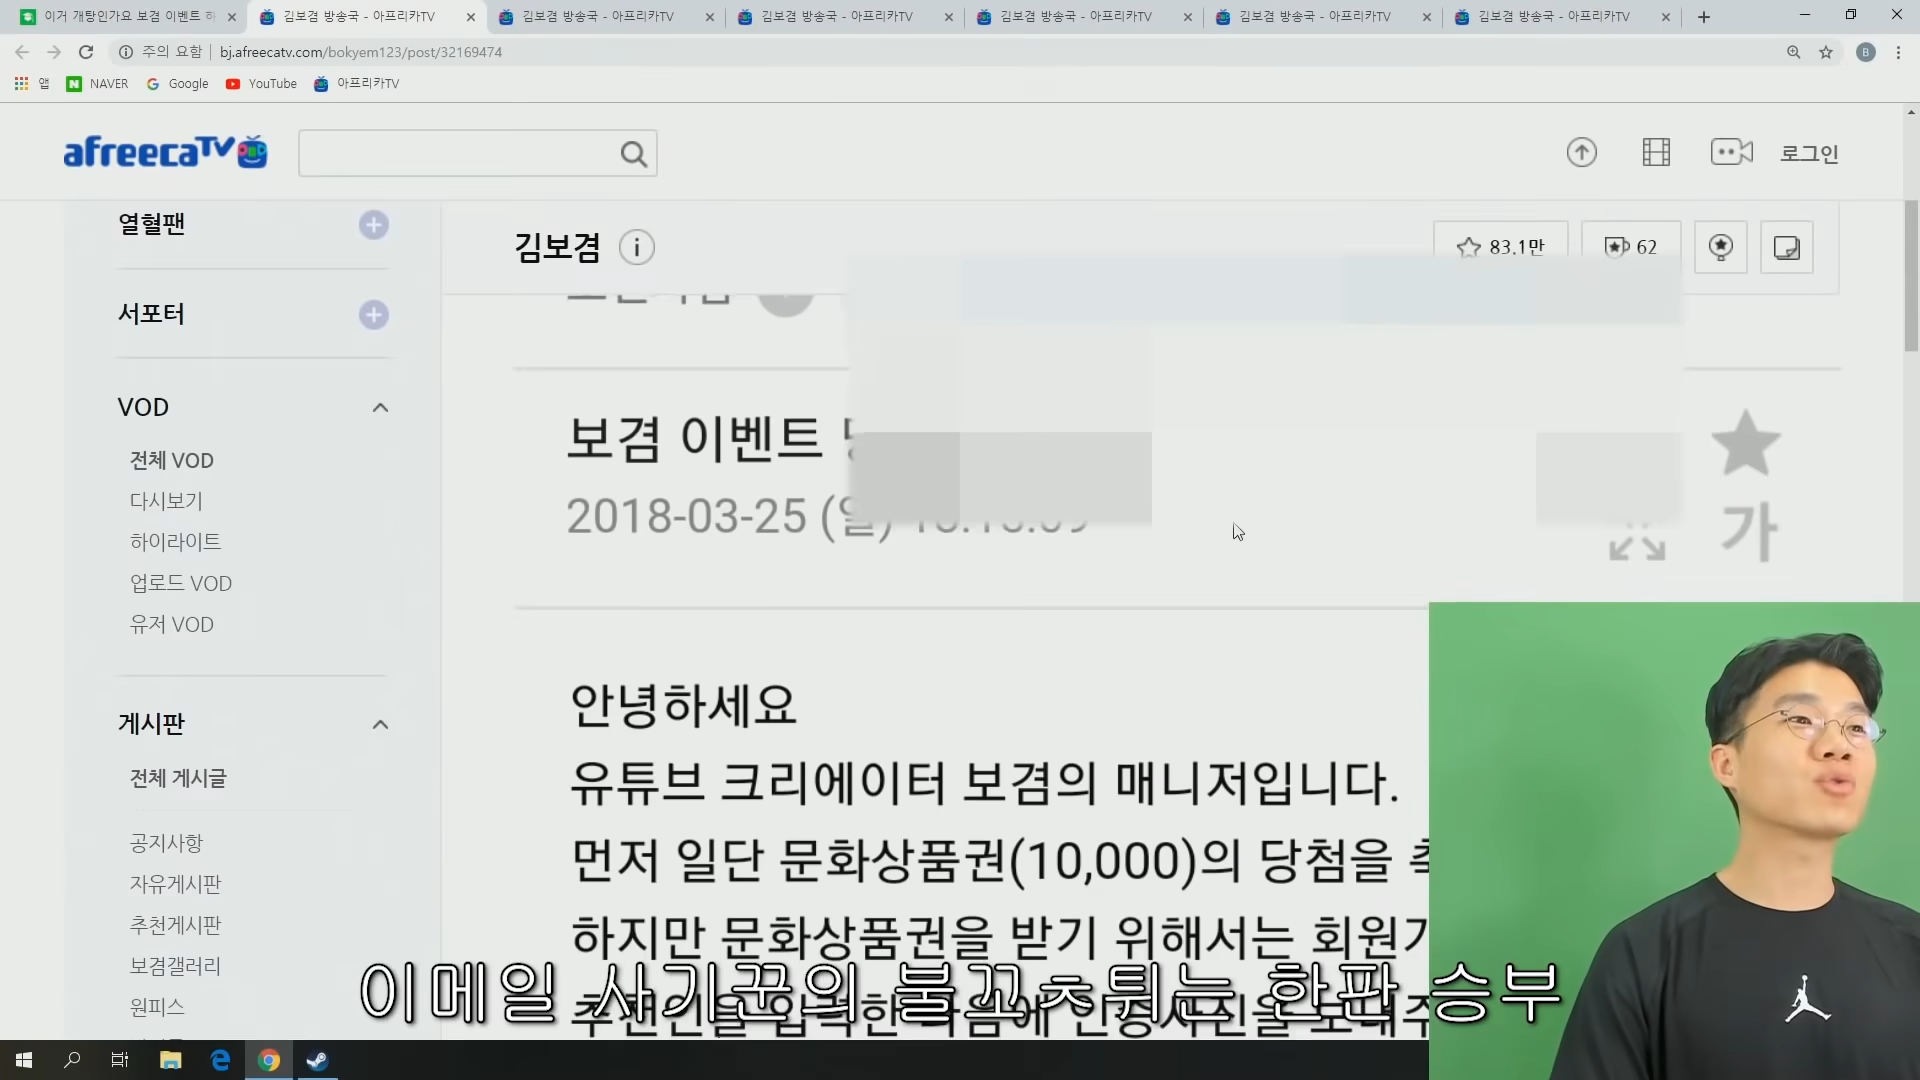 이거 개탕인가요 보겸 이벤트 하
김보겸 방송국 - 아프리카TV
김보겸 방송국 - 아프리카TV
김보겸 방송국 - 아프리카TV
김보겸 방송국 - 아프리카TV
김보겸 방송국 - 아프리카TV
김보겸 방송국 - 아프리카TV
주의 요함 | bj.afreecatv.com/bokyem123/post/32169474
B
앱 NAVER Google YouTube 아프리카TV
afreecaTV
로그인
열혈팬
서포터
VOD
전체 VOD
다시보기
하이라이트
업로드 VOD
유저 VOD
게시판
전체 게시글
공지사항
자유게시판
추천게시판
보겸갤러리
원피스
김보겸
83.1만 62
보겸 이벤트
2018-03-25 (일)
가
안녕하세요
유튜브 크리에이터 보겸의 매니저입니다.
먼저 일단 문화상품권(10,000)의 당첨을
하지만 문화상품권을 받기 위해서는
이메일 사기꾼의 불꼬츠튀는 한판 승부